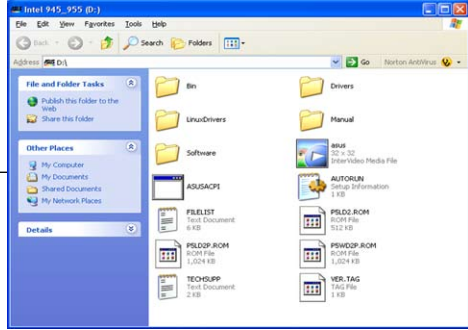 Intel 945_955 (D:)
File Edit View Favorites Tools Help
Back Search Folders
Address D:\ Go Norton AntiVirus
File and Folder Tasks
Publish this folder to the
Web
Share this folder
Other Places
My Computer
My Documents
Shared Documents
My Network Places
Details
Bin
Drivers
LinuxDrivers
Manual
Software
asus
32 x 32
InterVideo Media File
ASUSACPI
AUTORUN
Setup Information
1 KB
FILELIST
Text Document
6 KB
P5LD2.ROM
ROM File
512 KB
P5LD2P.ROM
ROM File
1,024 KB
P5WD2P.ROM
ROM File
1,024 KB
TECHSUPP
Text Document
2 KB
VER.TAG
TAG File
1 KB